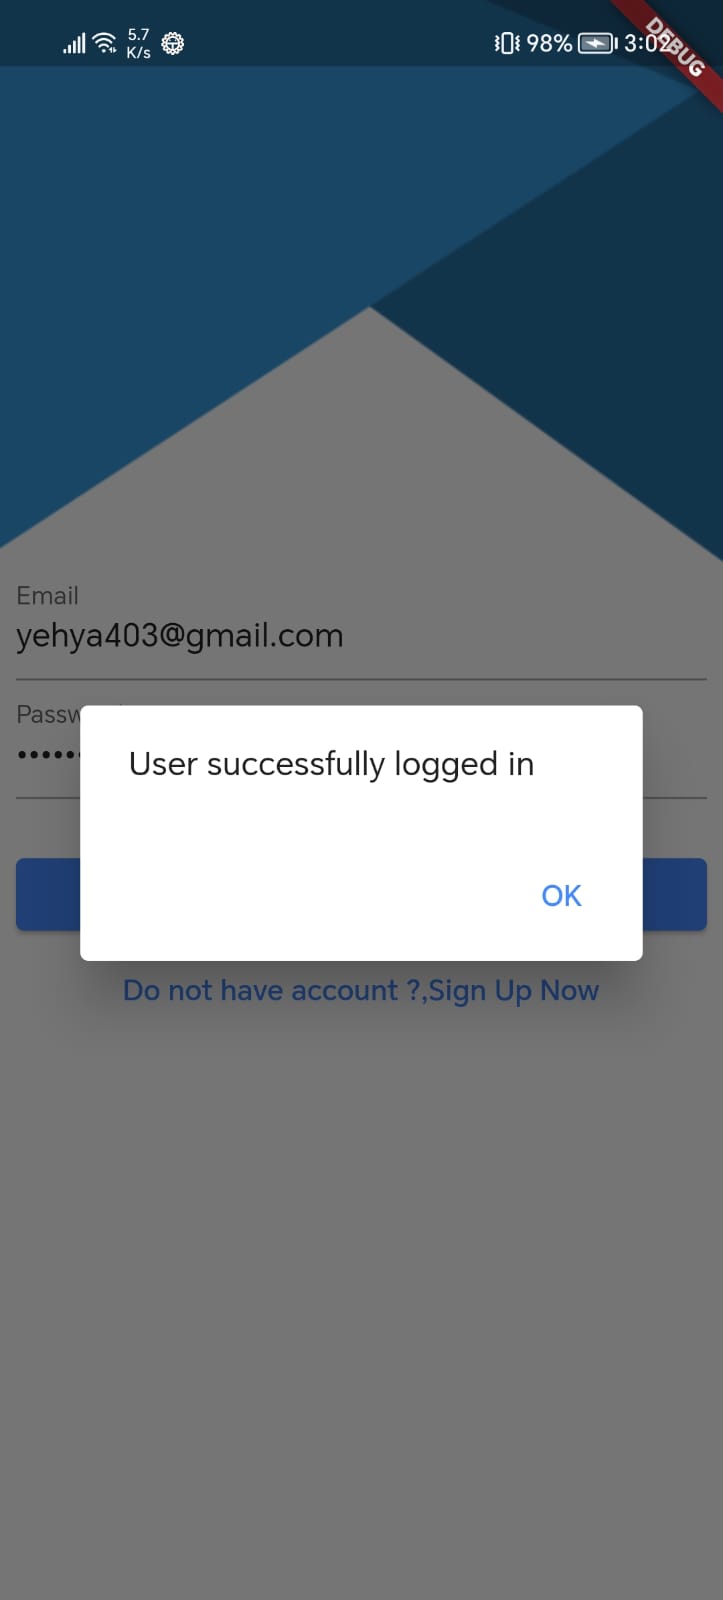 5.7
K/s
98%
3:02
DEBUG
Email
yehya403@gmail.com
Passw
User successfully logged in
OK
Do not have account ?,Sign Up Now